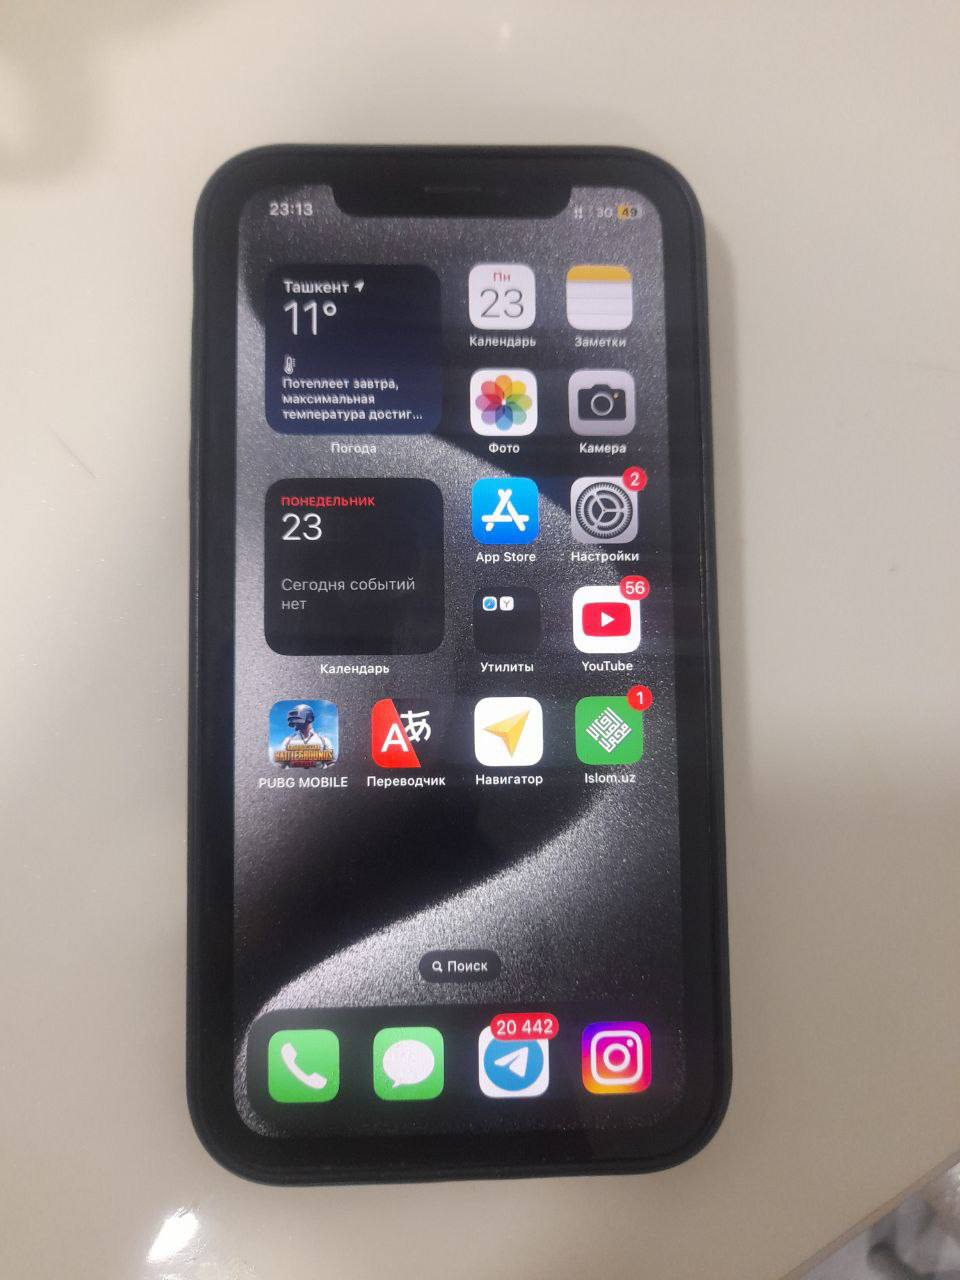 23:13
3G 49
Ташкент
11°
Потеплеет завтра,
максимальная
температура достиг...
Погода
Пн
23
Календарь
Заметки
Фото
Камера
ПОНЕДЕЛЬНИК
23
Сегодня событий
нет
Календарь
App Store
2
Настройки
Утилиты
56
YouTube
PUBG MOBILE
Переводчик
Навигатор
1
Islom.uz
Поиск
20 442